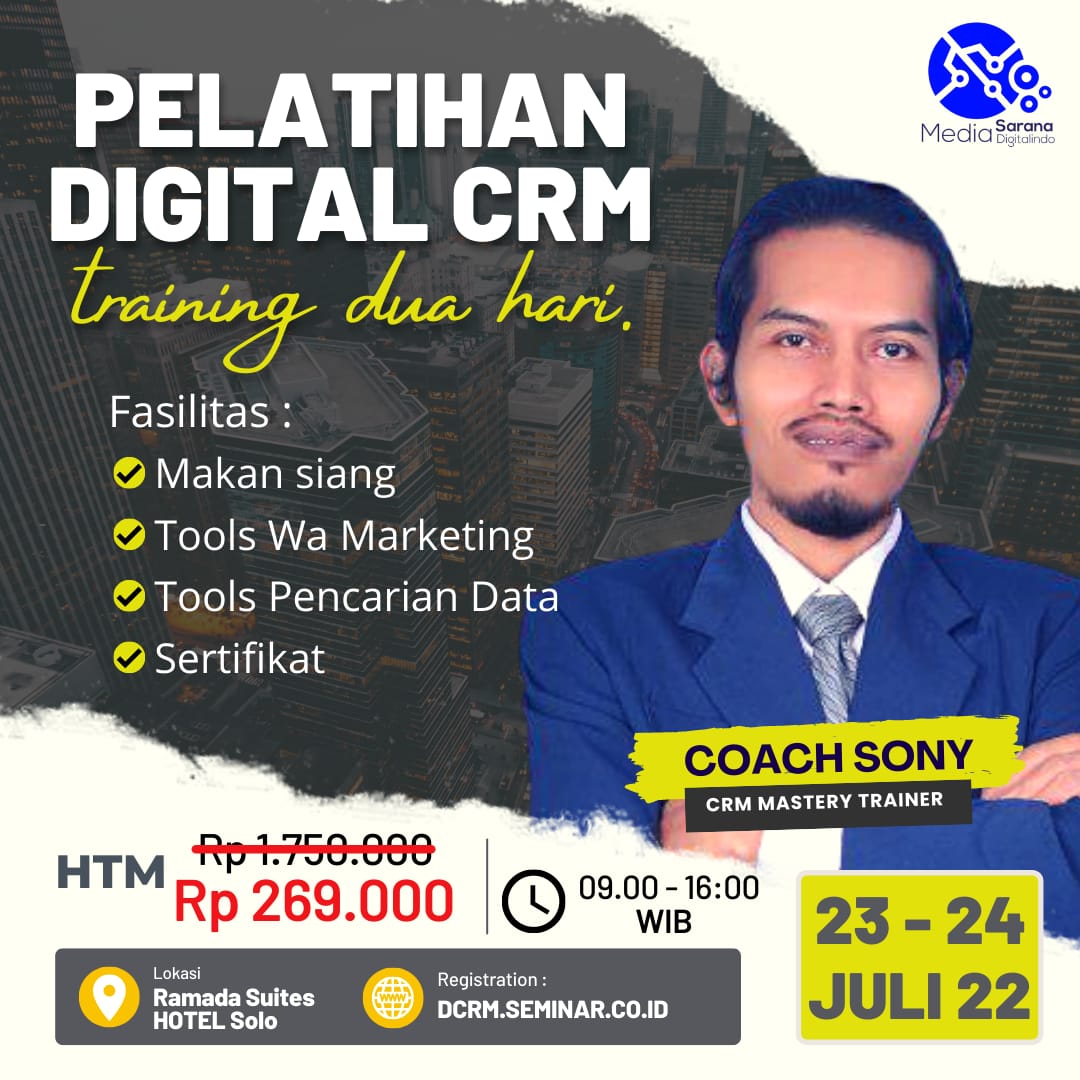 PELATIHAN
DIGITAL CRM
training dua hari.
Media Sarana
Digitalindo
Fasilitas :
Makan siang
Tools Wa Marketing
Tools Pencarian Data
Sertifikat
COACH SONY
CRM MASTERY TRAINER
HTM
Rp 1.750.000
Rp 269.000
09.00 - 16:00
WIB
23 - 24
JULI 22
Lokasi
Ramada Suites
HOTEL Solo
WWW
Registration :
DCRM.SEMINAR.CO.ID